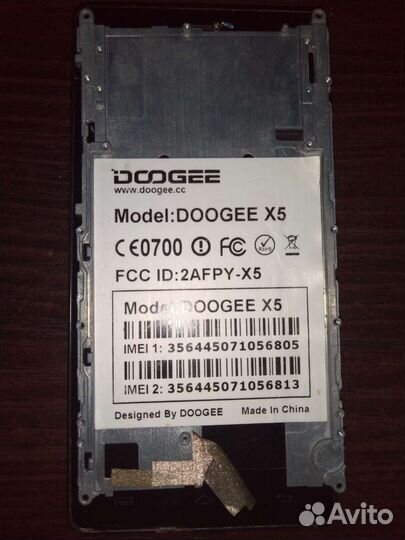 DOOGEE
www.doogee.cc
Model:DOOGEE X5
CE0700 FC
FCC ID:2AFPY-X5
Model:DOOGEE X5
IMEI 1: 356445071056805
IMEI 2: 356445071056813
Designed By DOOGEE Made In China
Avito